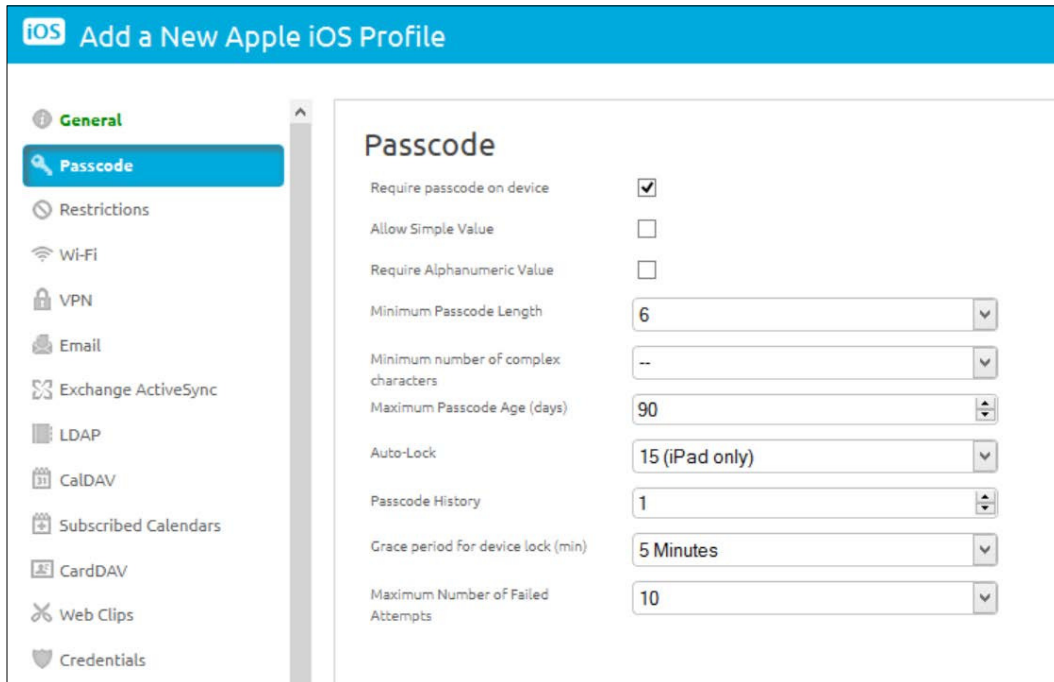 iOS Add a New Apple iOS Profile
General
Passcode
Restrictions
Wi-Fi
VPN
Email
Exchange ActiveSync
LDAP
31 CalDAV
Subscribed Calendars
CardDAV
Web Clips
Credentials
Passcode
Require passcode on device
Allow Simple Value
Require Alphanumeric Value
Minimum Passcode Length 6
Minimum number of complex
characters --
Maximum Passcode Age (days) 90
Auto-Lock 15 (iPad only)
Passcode History 1
Grace period for device lock (min) 5 Minutes
Maximum Number of Failed
Attempts 10